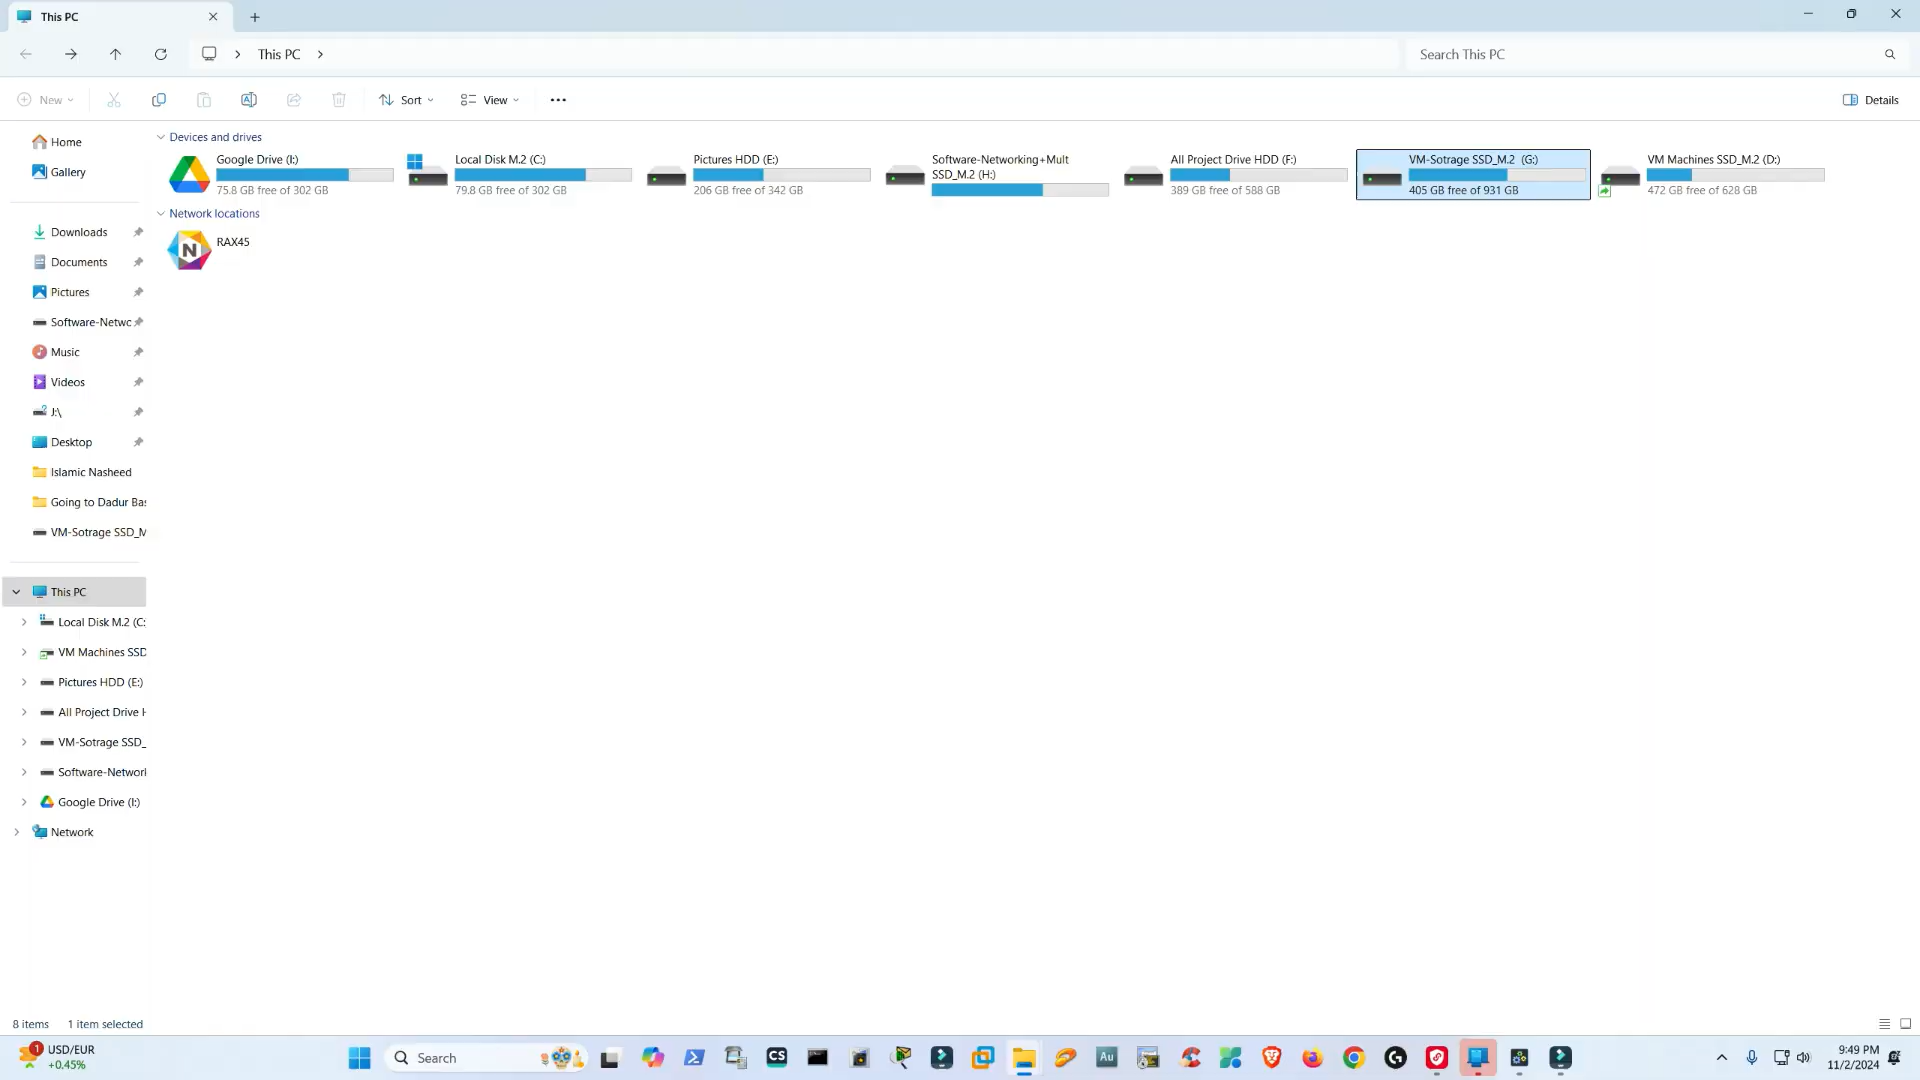 This PC
This PC
Search This PC
New
Sort
View
Details
Home
Gallery
Downloads
Documents
Pictures
Software-Netwc
Music
Videos
J:\
Desktop
Islamic Nasheed
Going to Dadur Bas
VM-Sotrage SSD_M
This PC
Local Disk M.2 (C:
VM Machines SSD
Pictures HDD (E:)
All Project Drive H
VM-Sotrage SSD_
Software-Network
Google Drive (I:)
Network
Devices and drives
Google Drive (I:)
75.8 GB free of 302 GB
Local Disk M.2 (C:)
79.8 GB free of 302 GB
Pictures HDD (E:)
206 GB free of 342 GB
Software-Networking+Mult
SSD_M.2 (H:)
All Project Drive HDD (F:)
389 GB free of 588 GB
VM-Sotrage SSD_M.2 (G:)
405 GB free of 931 GB
VM Machines SSD_M.2 (D:)
472 GB free of 628 GB
Network locations
N
RAX45
8 items
1 item selected
1
USD/EUR
+0.45%
Search
CS
Au
9:49 PM
11/2/2024